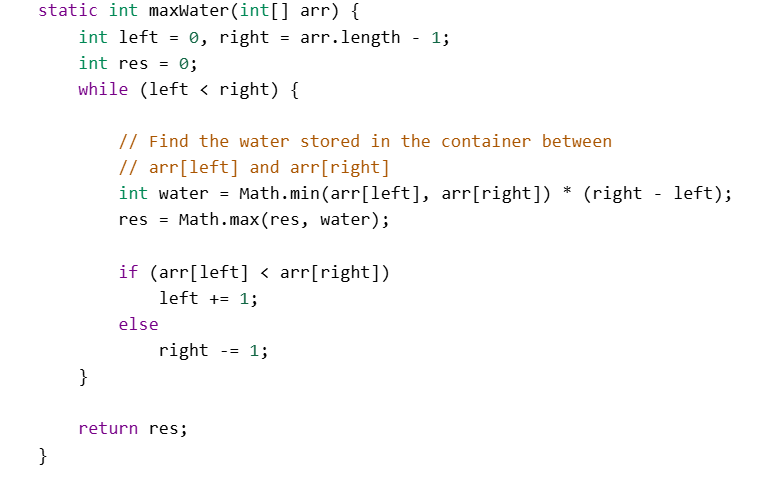 static int maxWater(int[] arr) {
    int left = 0, right = arr.length - 1;
    int res = 0;
    while (left < right) {

        // Find the water stored in the container between
        // arr[left] and arr[right]
        int water = Math.min(arr[left], arr[right]) * (right - left);
        res = Math.max(res, water);

        if (arr[left] < arr[right])
            left += 1;
        else
            right -= 1;
    }

    return res;
}